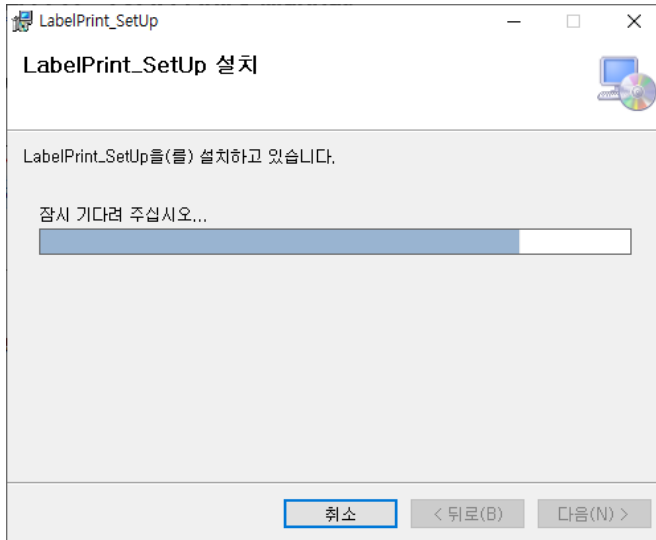 LabelPrint_SetUp
LabelPrint_SetUp 설치
LabelPrint_SetUp을(를) 설치하고 있습니다.
잠시 기다려 주십시오...
취소
< 뒤로(B)
다음(N) >